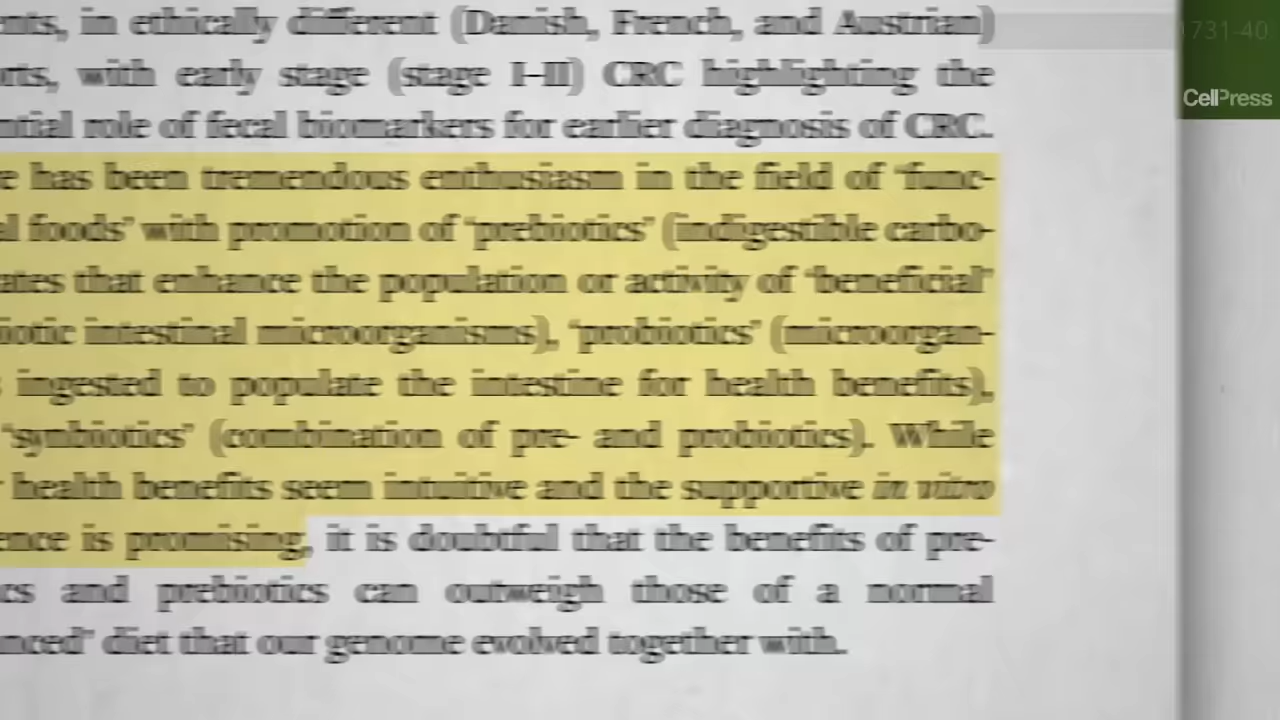 ents, in ethically different (Danish, French, and Austrian)
1731-40
orts, with early stage (stage I–II) CRC highlighting the
CellPress
ntial role of fecal biomarkers for earlier diagnosis of CRC.
e has been tremendous enthusiasm in the field of "func-
al foods" with promotion of "prebiotics" (indigestible carbo-
ates that enhance the population or activity of "beneficial"
biotic intestinal microorganisms), "probiotics" (microorgan-
s ingested to populate the intestine for health benefits),
"synbiotics" (combination of pre- and probiotics). While
r health benefits seem intuitive and the supportive in vitro
ence is promising, it is doubtful that the benefits of pre-
cs and prebiotics can outweigh those of a normal
nced" diet that our genome evolved together with.